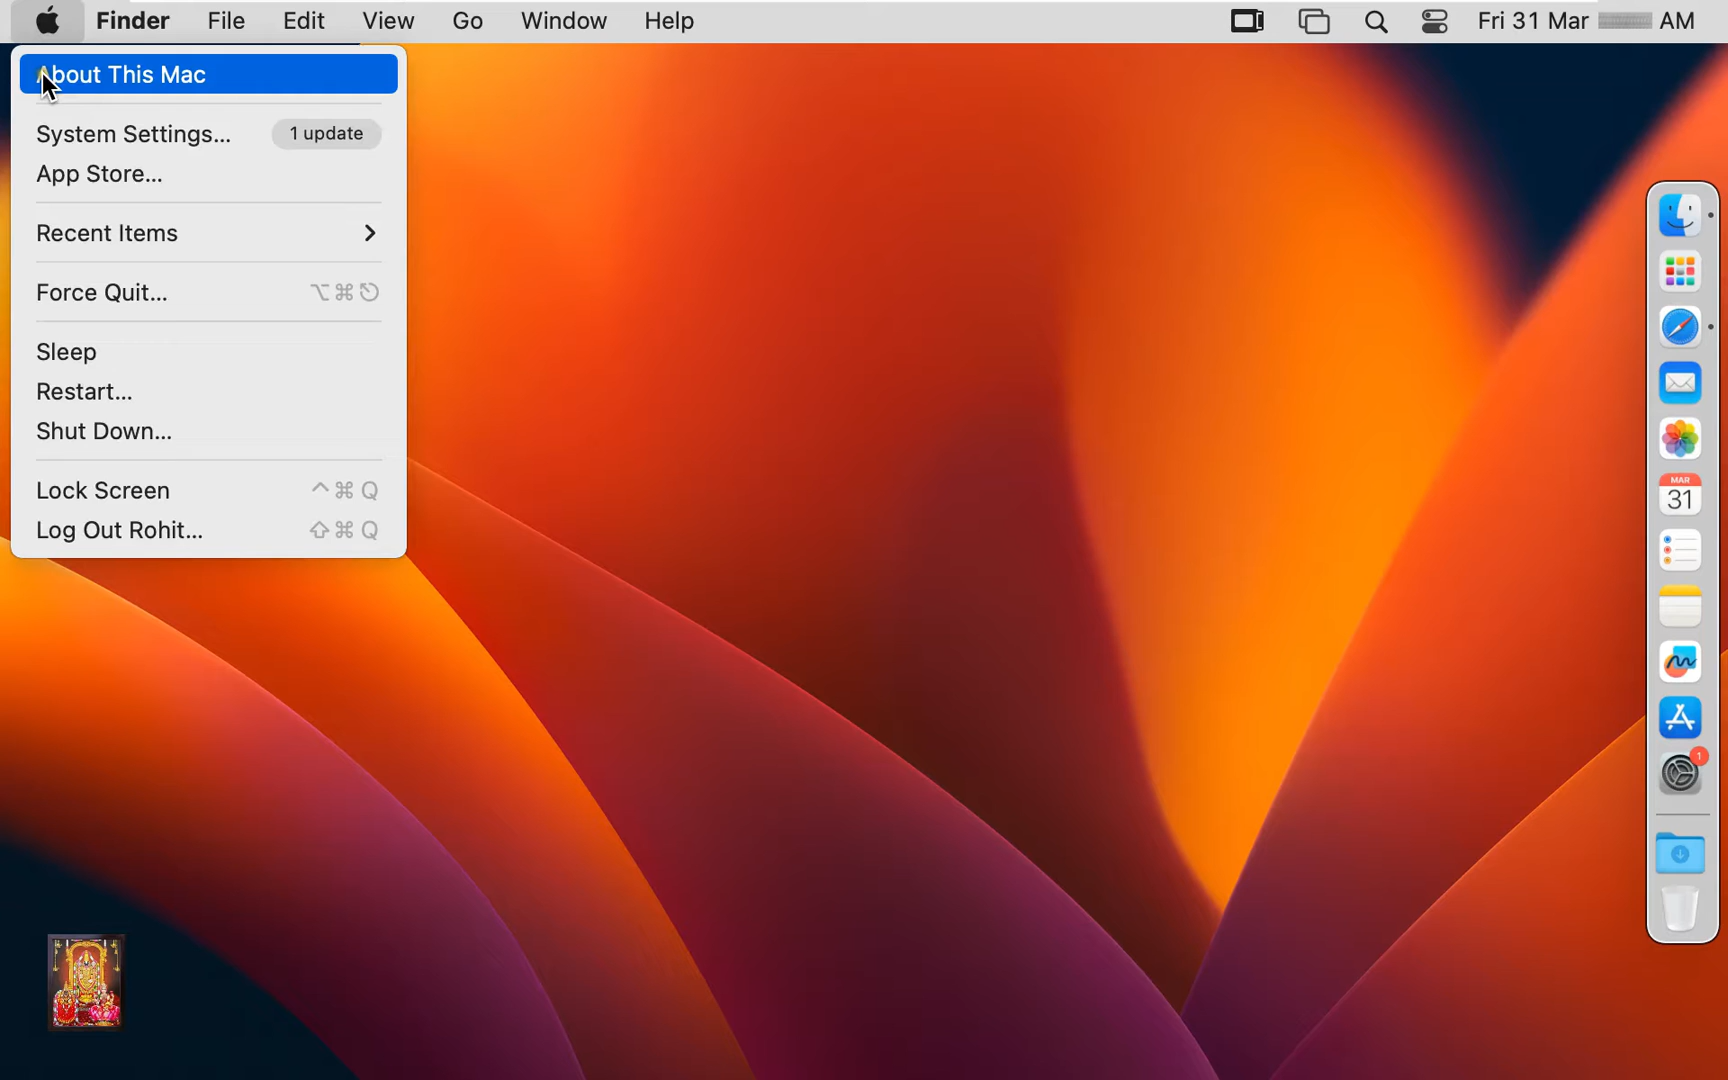 Finder File Edit View Go Window Help Fri 31 Mar AM
About This Mac
System Settings... 1 update
App Store...
Recent Items
Force Quit... ⌥⌘⎋
Sleep
Restart...
Shut Down...
Lock Screen ^⌘Q
Log Out Rohit... ⇧⌘Q
MAR
31
1